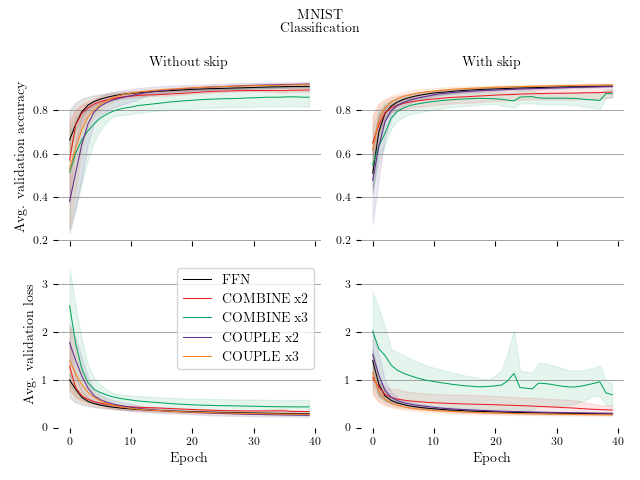 MNIST
Classification
Without skip
With skip
Avg. validation accuracy
0.8
0.6
0.4
0.2
0.8
0.6
0.4
0.2
Avg. validation loss
3
2
1
0
FFN
COMBINE x2
COMBINE x3
COUPLE x2
COUPLE x3
3
2
1
0
0
10
20
30
40
Epoch
0
10
20
30
40
Epoch